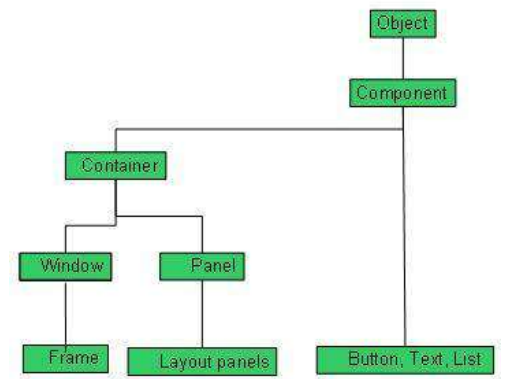 Object
Component
Container
Window
Panel
Frame
Layout panels
Button, Text, List